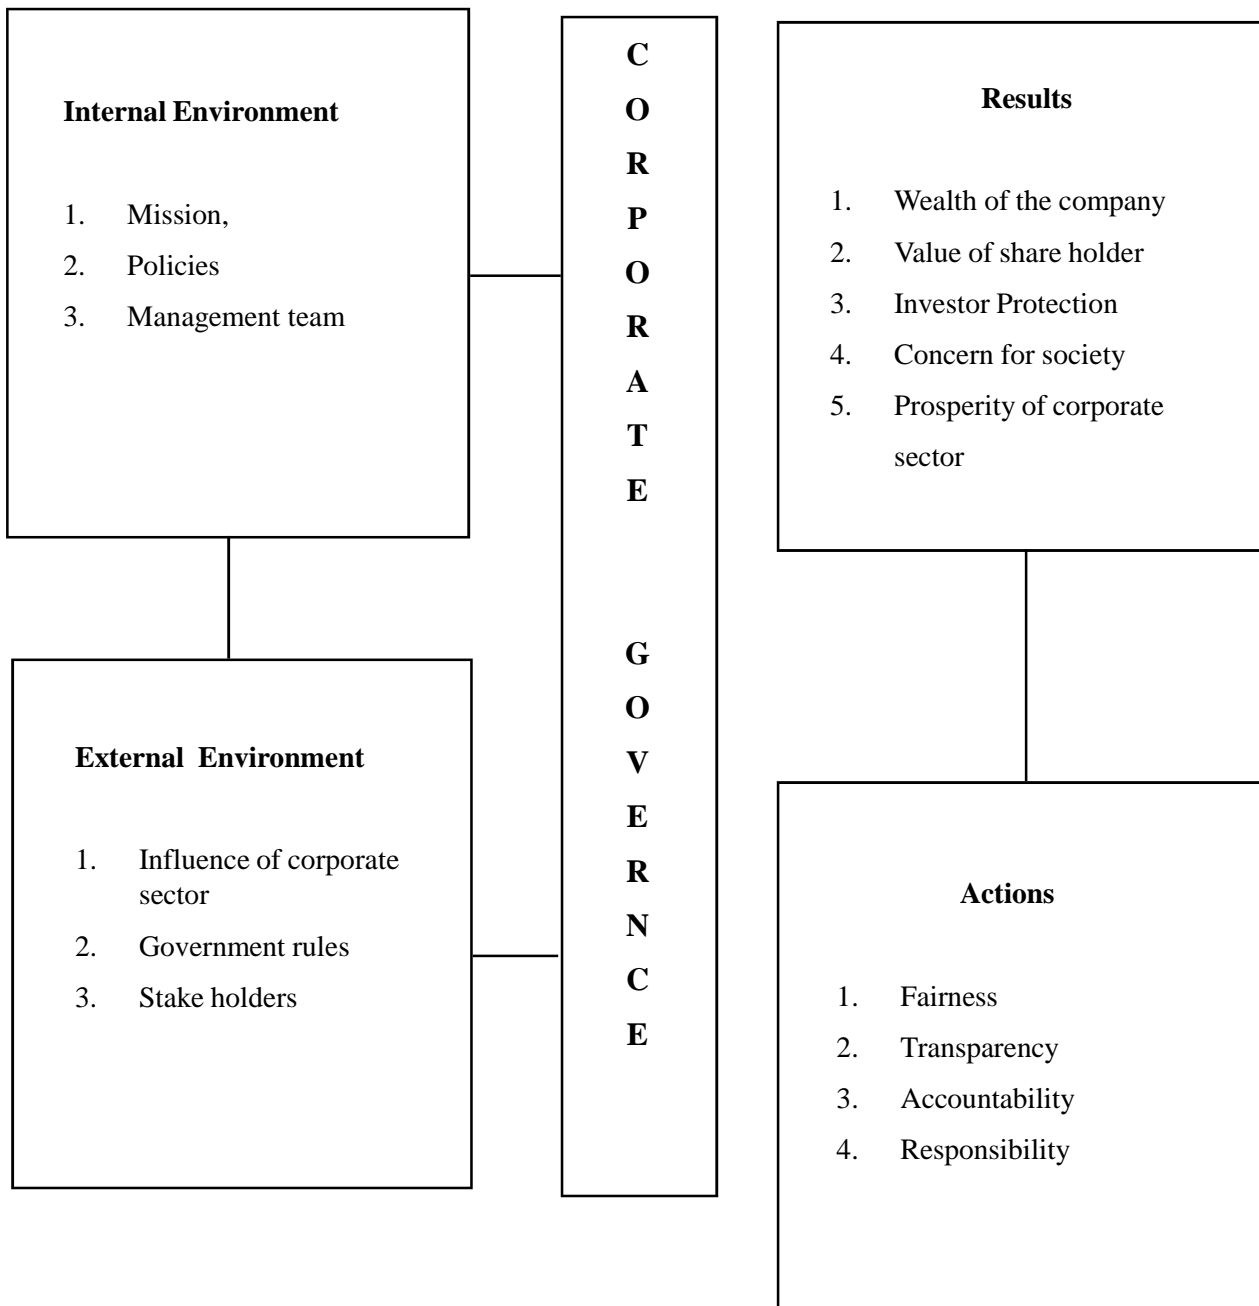 Internal Environment
1. Mission,
2. Policies
3. Management team
External Environment
1. Influence of corporate
sector
2. Government rules
3. Stake holders
C
O
R
P
O
R
A
T
E
G
O
V
E
R
N
C
E
Results
1. Wealth of the company
2. Value of share holder
3. Investor Protection
4. Concern for society
5. Prosperity of corporate
sector
Actions
1. Fairness
2. Transparency
3. Accountability
4. Responsibility